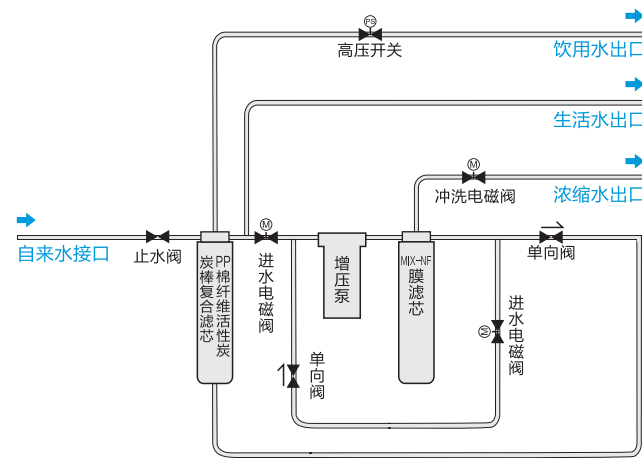 PS
高压开关
饮用水出口
生活水出口
M
冲洗电磁阀
浓缩水出口
自来水接口
止水阀
M
进水电磁阀
单向阀
PP棉纤维活性炭
炭棒复合滤芯
增压泵
MIX-NF
膜滤芯
M
进水电磁阀
单向阀